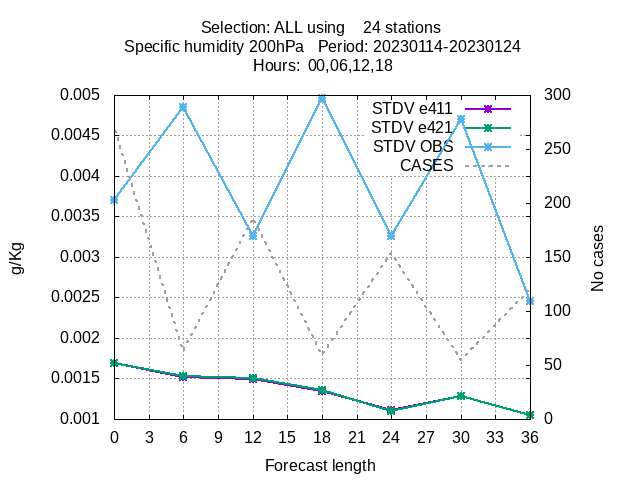 Selection: ALL using    24 stations
Specific humidity 200hPa   Period: 20230114-20230124
Hours: 00,06,12,18
STDV e411
STDV e421
STDV OBS
CASES
0.005
0.0045
0.004
0.0035
0.003
0.0025
0.002
0.0015
0.001
g/Kg
300
250
200
150
100
50
0
No cases
0 3 6 9 12 15 18 21 24 27 30 33 36
Forecast length